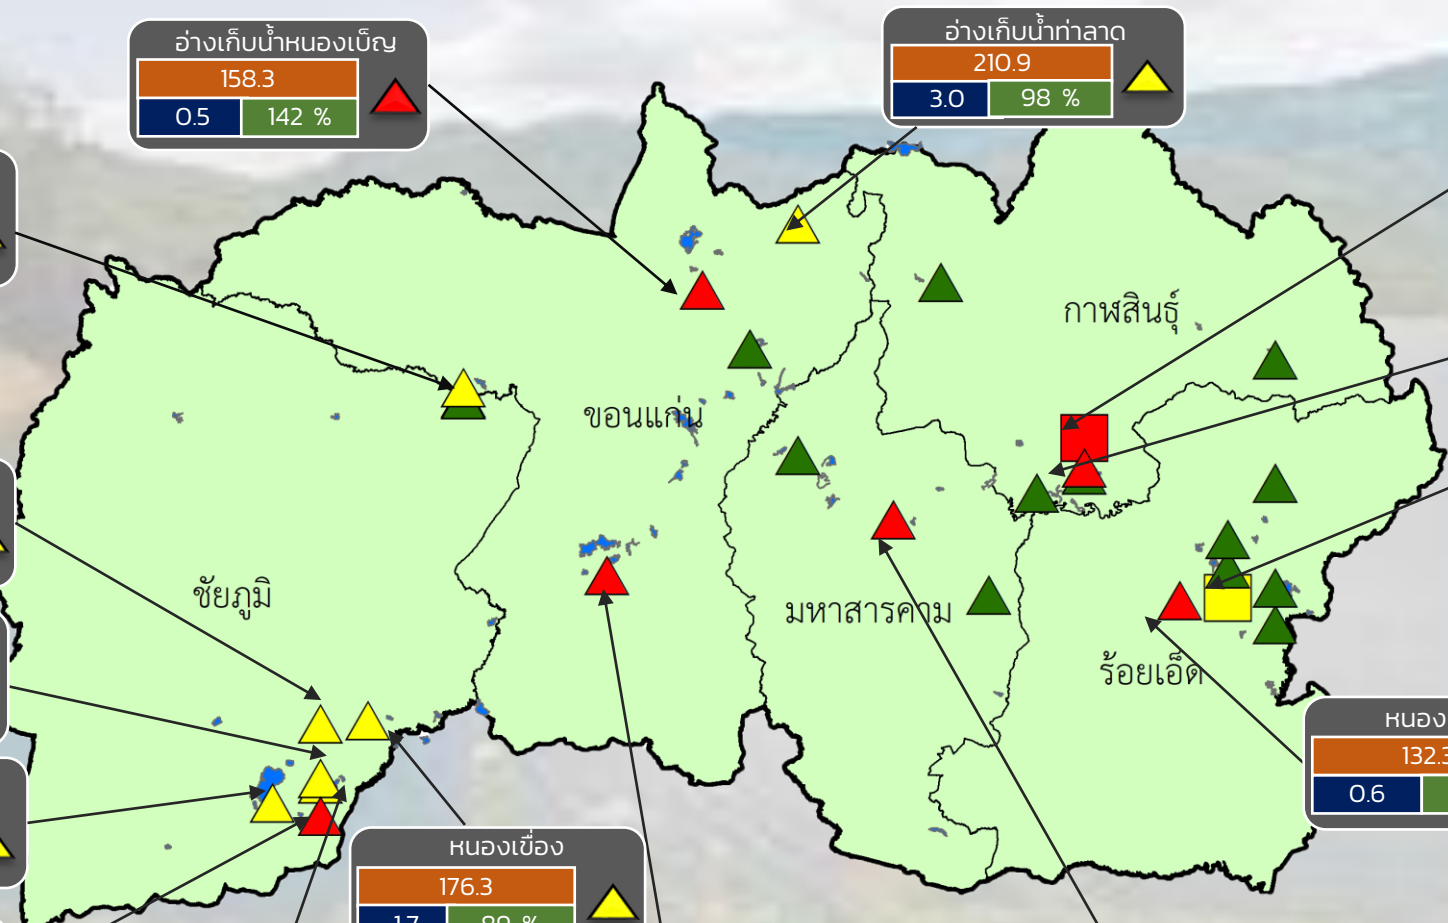 อ่างเก็บน้ำหนองเบ็ญ
158.3
0.5 142 %
อ่างเก็บน้ำท่าลาด
210.9
3.0 98 %
กาฬสินธุ์
ขอนแก่น
ชัยภูมิ
มหาสารคาม
ร้อยเอ็ด
หนอง
132.3
0.6
หนองเขื่อง
176.3
1.7 89 %